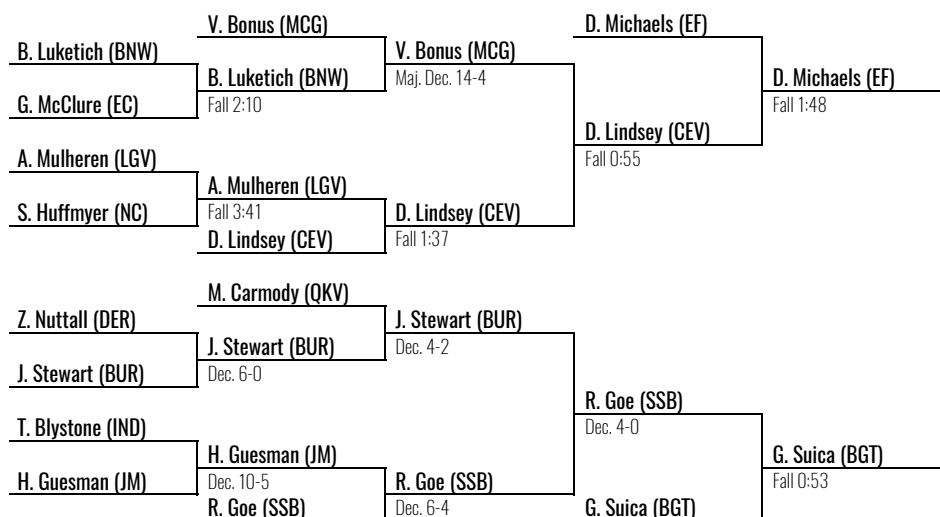 V. Bonus (MCG)
D. Michaels (EF)
B. Luketich (BNW)
V. Bonus (MCG)
B. Luketich (BNW)
Maj. Dec. 14-4
D. Michaels (EF)
G. McClure (EC)
Fall 2:10
Fall 1:48
D. Lindsey (CEV)
A. Mulheren (LGV)
Fall 0:55
A. Mulheren (LGV)
S. Huffmyer (NC)
Fall 3:41
D. Lindsey (CEV)
D. Lindsey (CEV)
Fall 1:37
M. Carmody (QKV)
Z. Nuttall (DER)
J. Stewart (BUR)
J. Stewart (BUR)
Dec. 4-2
J. Stewart (BUR)
Dec. 6-0
R. Goe (SSB)
T. Blystone (IND)
Dec. 4-0
H. Guesman (JM)
G. Suica (BGT)
H. Guesman (JM)
Dec. 10-5
R. Goe (SSB)
Fall 0:53
R. Goe (SSB)
Dec. 6-4
G. Suica (BGT)